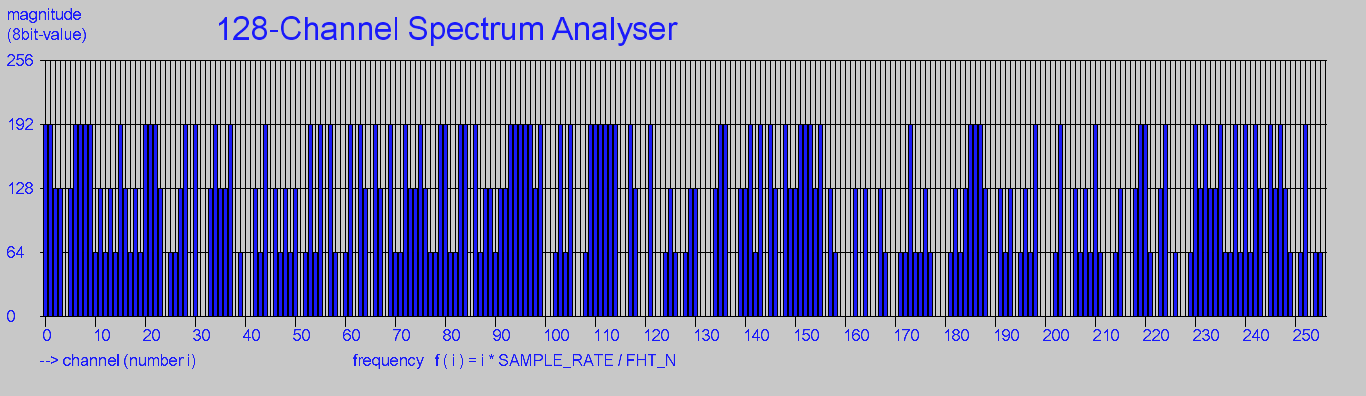 magnitude
(8bit-value)
128-Channel Spectrum Analyser
256
192
128
64
0
0 10 20 30 40 50 60 70 80 90 100 110 120 130 140 150 160 170 180 190 200 210 220 230 240 250
--> channel (number i)
frequency f ( i ) = i * SAMPLE_RATE / FHT_N